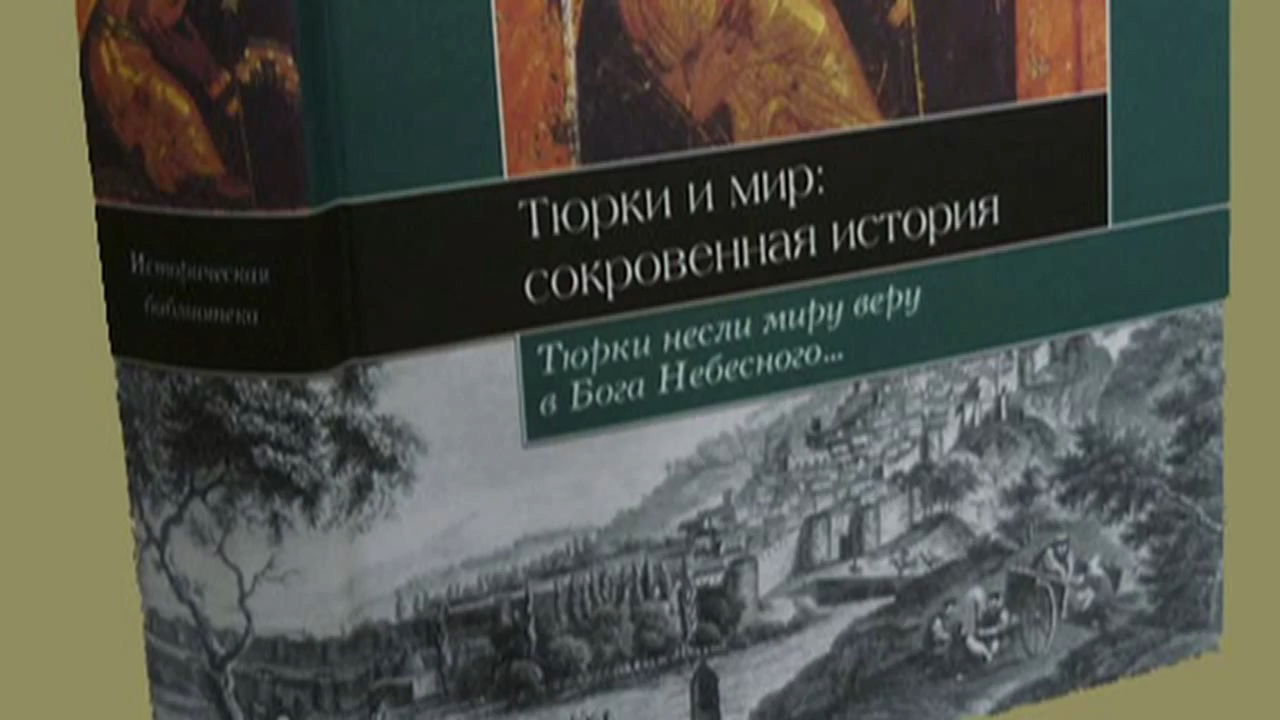 Историческая
библиотека
Тюрки и мир:
сокровенная история
Тюрки несли миру веру
в Бога Небесного...